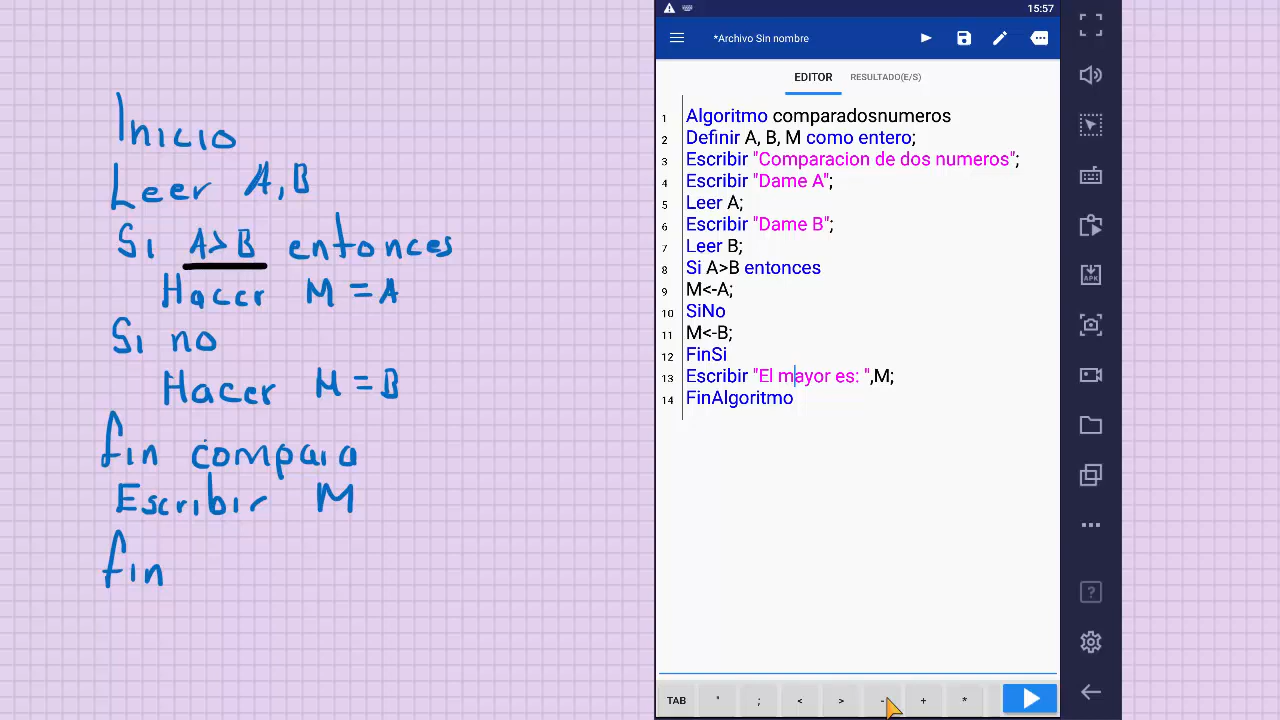 Inicio
Leer A,B
Si A>B entonces
Hacer M = A
Si no
Hacer M = B
fin compara
Escribir M
fin
15:57
*Archivo Sin nombre
EDITOR RESULTADO(E/S)
1 Algoritmo comparadosnumeros
2 Definir A, B, M como entero;
3 Escribir "Comparacion de dos numeros";
4 Escribir "Dame A";
5 Leer A;
6 Escribir "Dame B";
7 Leer B;
8 Si A>B entonces
9 M<-A;
10 SiNo
11 M<-B;
12 FinSi
13 Escribir "El mayor es: ",M;
14 FinAlgoritmo
TAB " ; < > - + *
APK